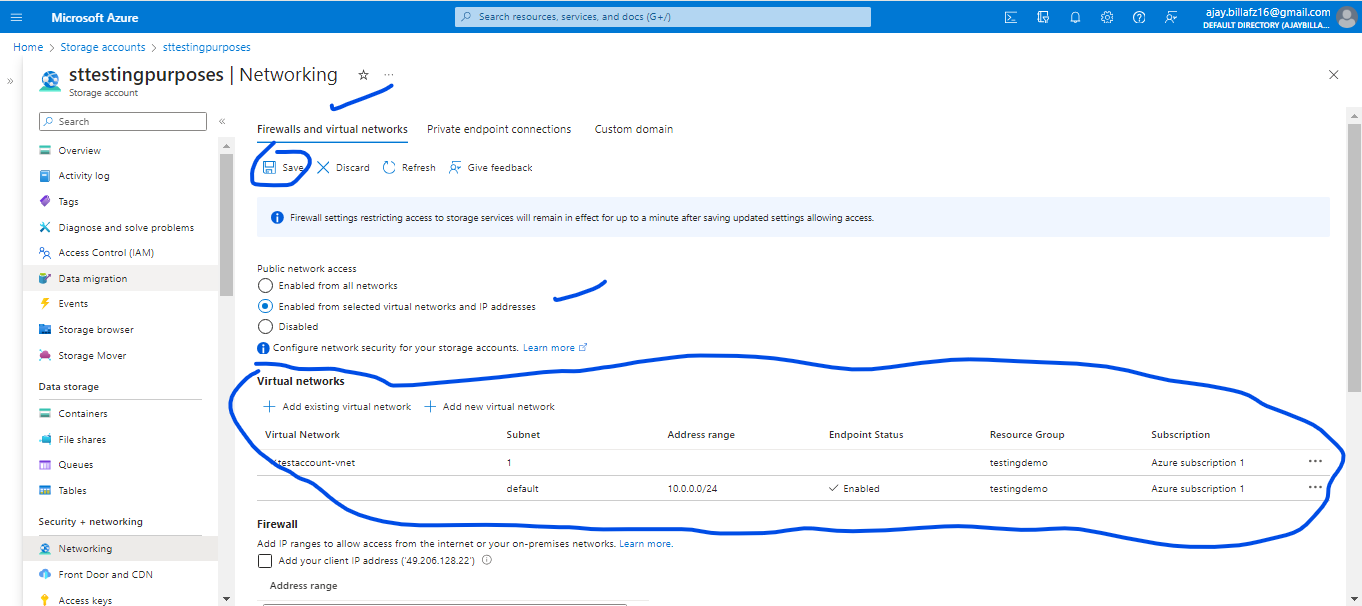 Microsoft Azure
Search resources, services, and docs (G+/)
ajay.billafz16@gmail.com
DEFAULT DIRECTORY (AJAYBILLA...
Home > Storage accounts > sttestingpurposes
sttestingpurposes | Networking
Storage account
Search
Overview
Activity log
Tags
Diagnose and solve problems
Access Control (IAM)
Data migration
Events
Storage browser
Storage Mover
Data storage
Containers
File shares
Queues
Tables
Security + networking
Networking
Front Door and CDN
Access keys
Firewalls and virtual networks Private endpoint connections Custom domain
Save Discard Refresh Give feedback
Firewall settings restricting access to storage services will remain in effect for up to a minute after saving updated settings allowing access.
Public network access
Enabled from all networks
Enabled from selected virtual networks and IP addresses
Disabled
Configure network security for your storage accounts. Learn more
Virtual networks
Add existing virtual network Add new virtual network
Virtual Network Subnet Address range Endpoint Status Resource Group Subscription
testaccount-vnet 1 testingdemo Azure subscription 1
default 10.0.0.0/24 Enabled testingdemo Azure subscription 1
Firewall
Add IP ranges to allow access from the internet or your on-premises networks. Learn more.
Add your client IP address ('49.206.128.22')
Address range